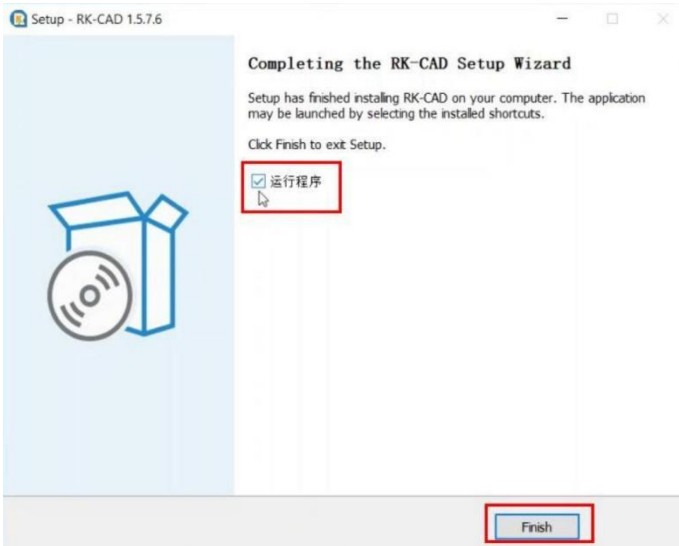 Setup - RK-CAD 1.5.7.6
Completing the RK-CAD Setup Wizard
Setup has finished installing RK-CAD on your computer. The application
may be launched by selecting the installed shortcuts.
Click Finish to exit Setup.
运行程序
Finish